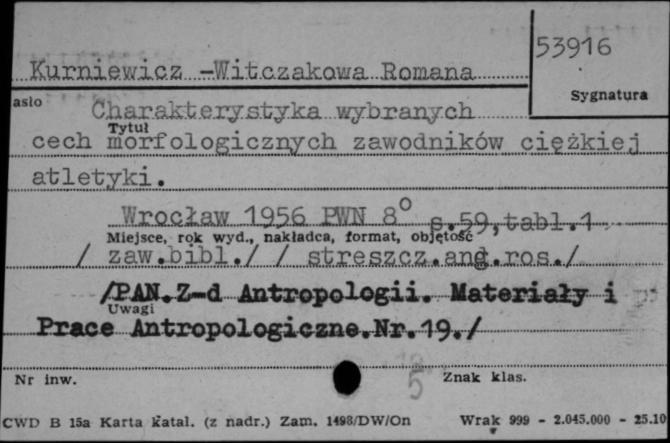 53916
Kurniewicz -Witczakowa Romana
Sygnatura
asło
Charakterystyka wybranych
Tytuł
cech morfologicznych zawodników ciężkiej
atletyki.
Wrocław 1956 PWN 8° s.59,tabl.1
Miejsce, rok wyd., nakładca, format, objętość
/ zaw.bibl./ / streszcz.ang.ros./
/PAN.Z-d Antropologii. Materiały i
Uwagi
Prace Antropologiczne.Nr.19./
Nr inw.
5
Znak klas.
CWD B 15a Karta katal. (z nadr.) Zam. 1498/DW/On
Wrak 999 - 2.045.000 - 25.10